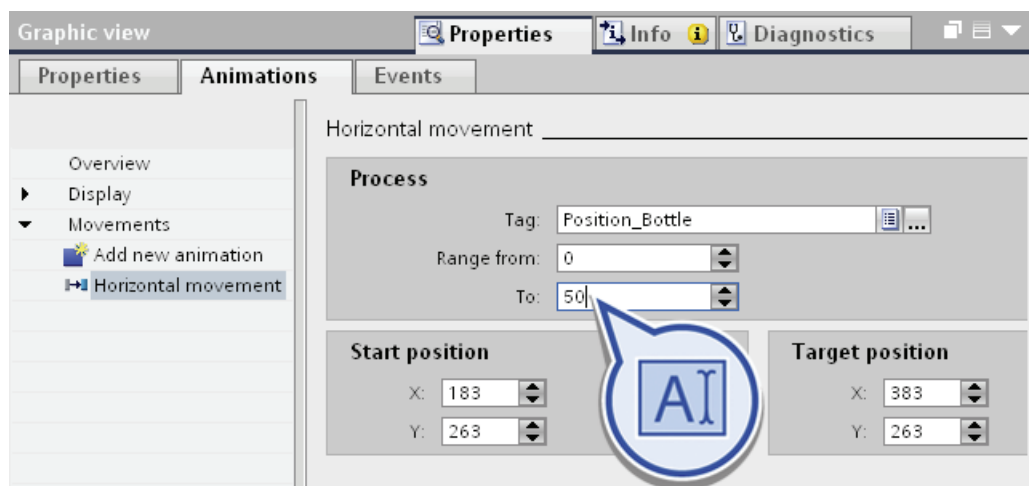 Graphic view
Properties
Info
Diagnostics
Properties
Animations
Events
Horizontal movement
Overview
Display
Movements
Add new animation
Horizontal movement
Process
Tag: Position_Bottle
...
Range from: 0
To: 50
Start position
X: 183
Y: 263
Target position
X: 383
Y: 263
A